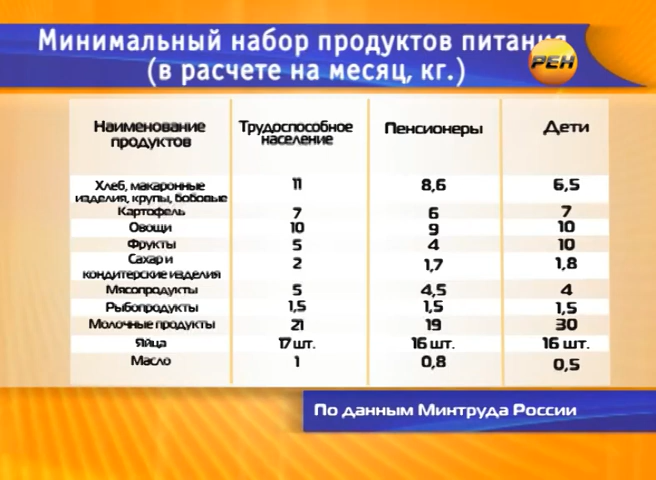 Минимальный набор продуктов питания
(в расчете на месяц, кг.)
РЕН
Наименование продуктов Трудоспособное население Пенсионеры Дети
Хлеб, макаронные изделия, крупы, бобовые 11 8,6 6,5
Картофель 7 6 7
Овощи 10 9 10
Фрукты 5 4 10
Сахар и кондитерские изделия 2 1,7 1,8
Мясопродукты 5 4,5 4
Рыбопродукты 1,5 1,5 1,5
Молочные продукты 21 19 30
Яйца 17 шт. 16 шт. 16 шт.
Масло 1 0,8 0,5
По данным Минтруда России